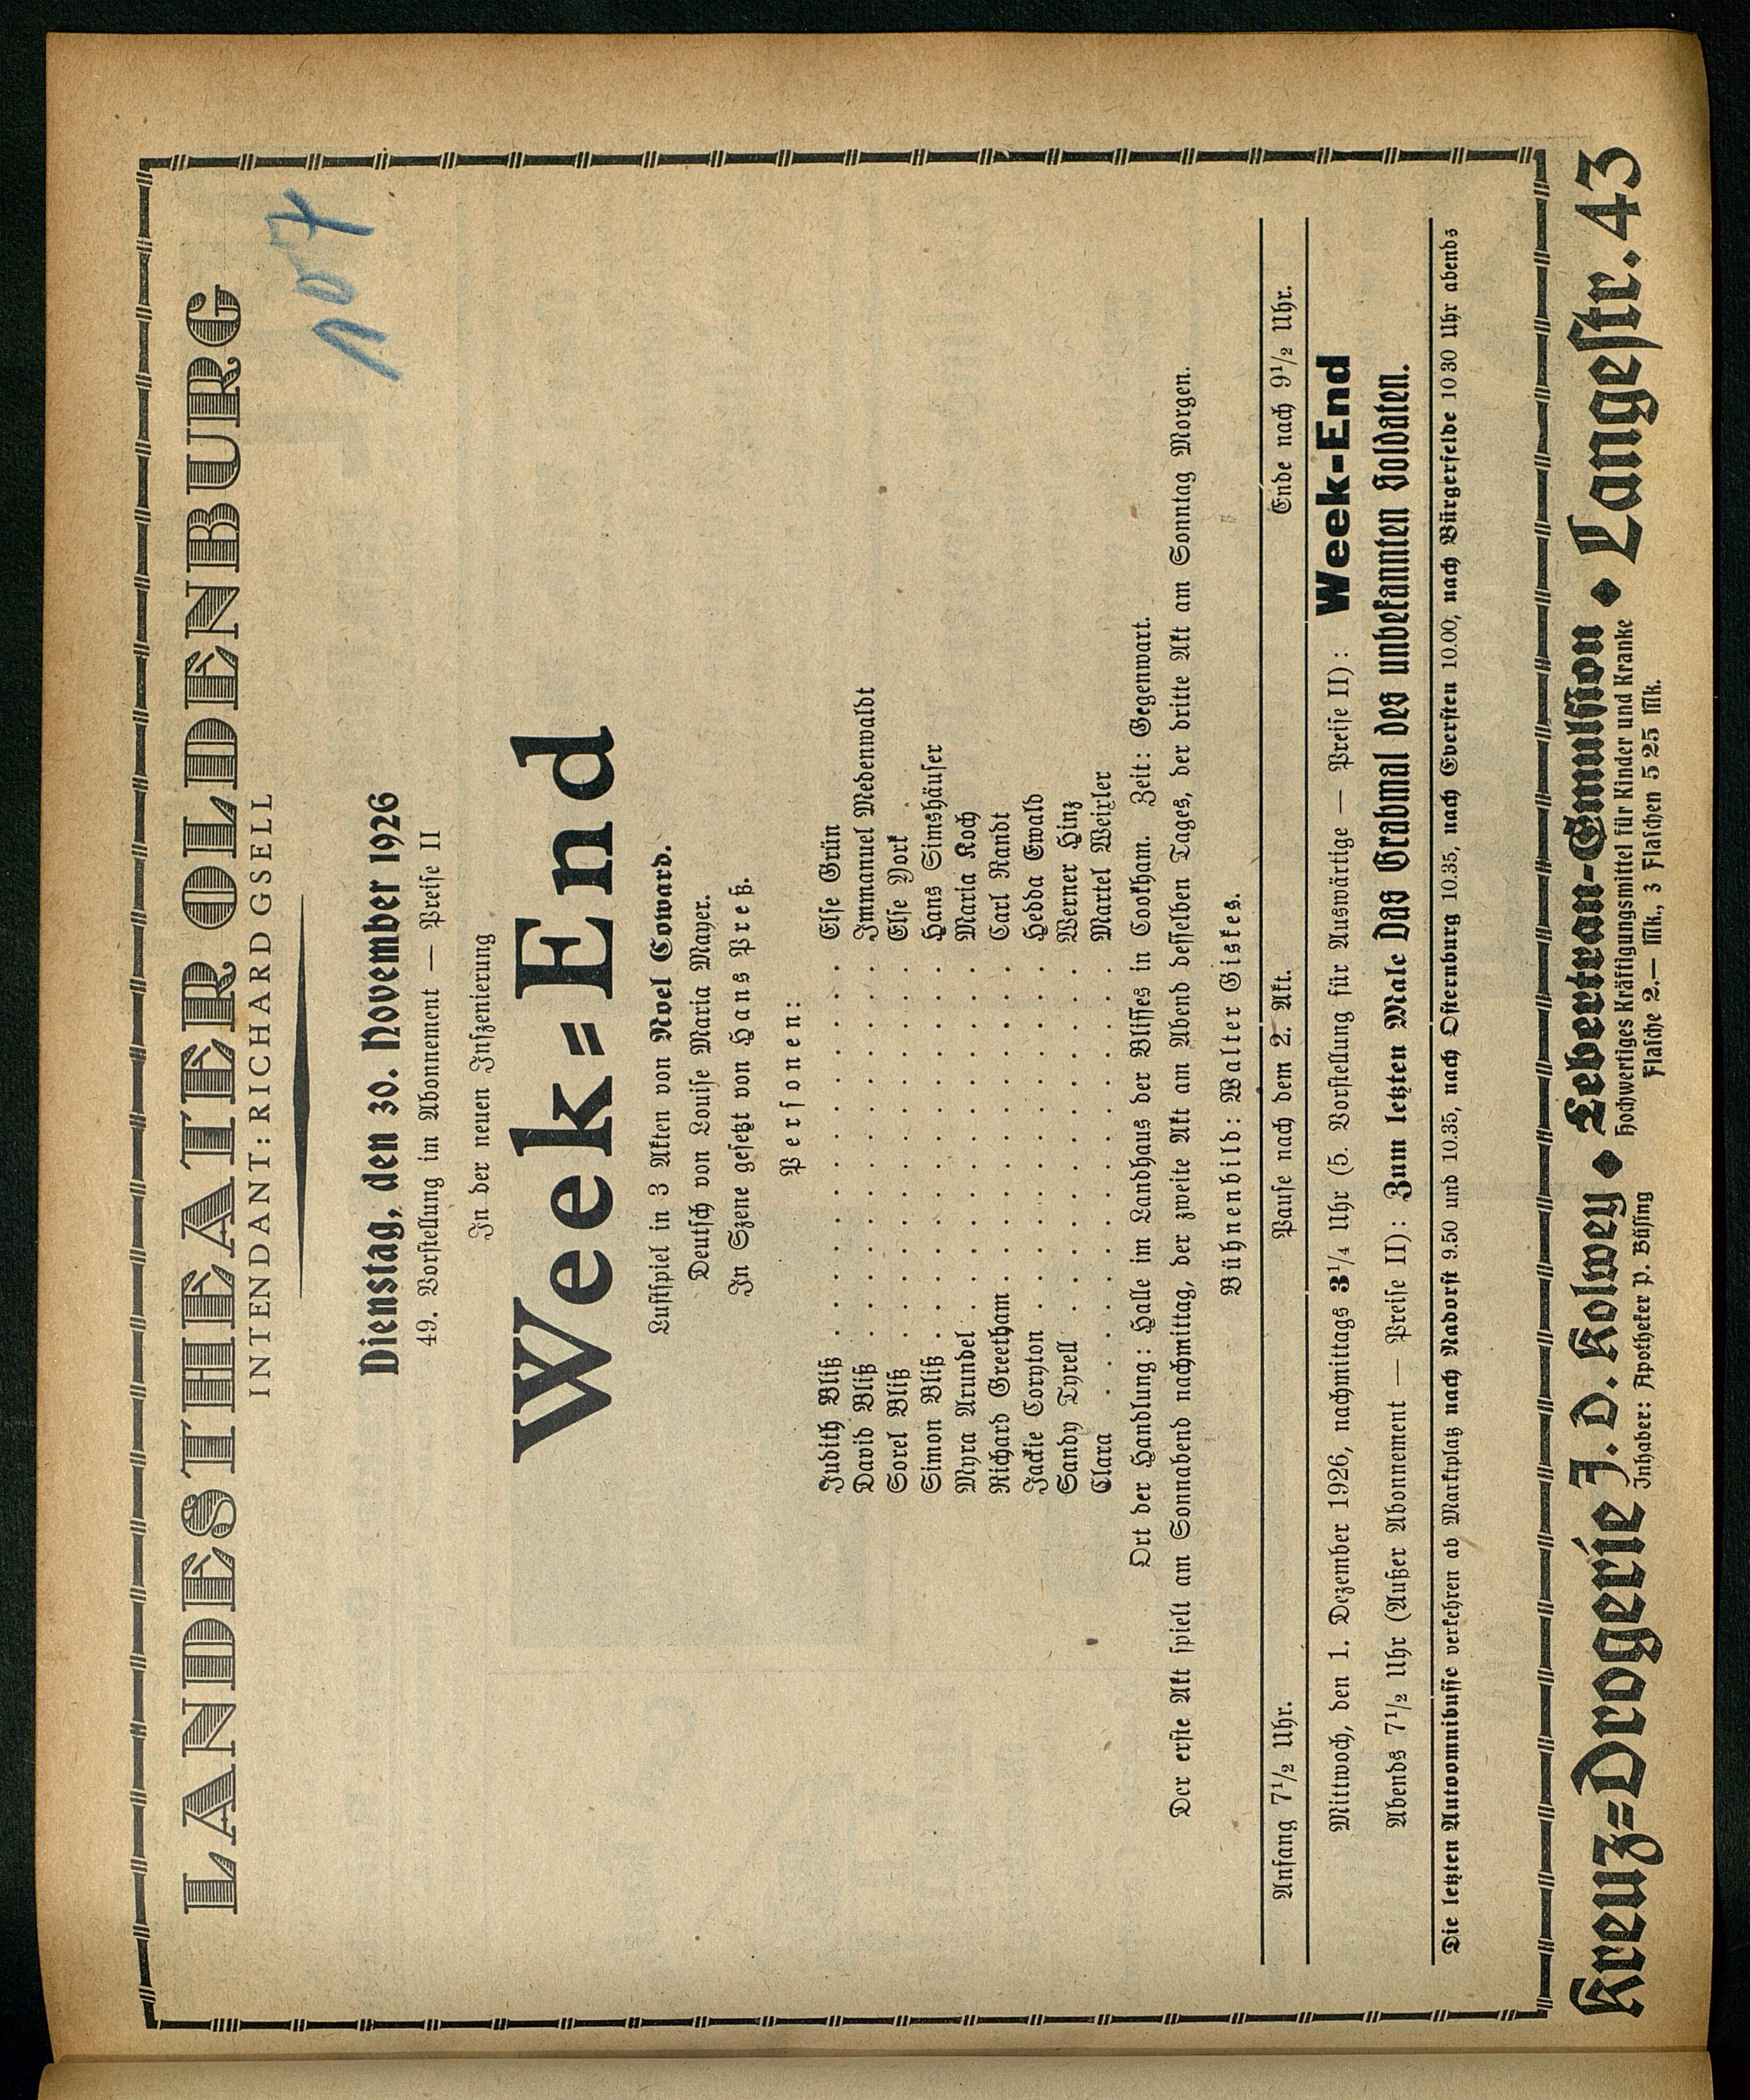 LANDESTHEATER OLDENBURG
INTENDANT: RICHARD GSELL
107
Dienstag, den 30. November 1926
49. Vorstellung im Abonnement — Preise II
In der neuen Inszenierung
Week=End
Lustspiel in 3 Akten von Noel Coward.
Deutsch von Louise Maria Mayer.
In Szene gesetzt von Hans Preß.
Personen:
Judith Bliß . . . . . . . . . . Else Grün
David Bliß . . . . . . . . . . Immanuel Medenwaldt
Sorel Bliß . . . . . . . . . . Else York
Simon Bliß . . . . . . . . . . Hans Simshäuser
Myra Arundel . . . . . . . . . Maria Koch
Richard Greetham . . . . . . . . Carl Randt
Jackie Coryton . . . . . . . . . Hedda Ewald
Sandy Tyrell . . . . . . . . . . Werner Hinz
Clara . . . . . . . . . . . Martel Weixler
Ort der Handlung: Halle im Landhaus der Blisses in Cookham. Zeit: Gegenwart.
Der erste Akt spielt am Sonnabend nachmittag, der zweite Akt am Abend desselben Tages, der dritte Akt am Sonntag Morgen.
Bühnenbild: Walter Giskes.
Anfang 7½ Uhr. Pause nach dem 2. Akt. Ende nach 9½ Uhr.
Mittwoch, den 1. Dezember 1926, nachmittags 3¼ Uhr (5. Vorstellung für Auswärtige — Preise II): Week-End
Abends 7½ Uhr (Außer Abonnement — Preise II): Zum letzten Male Das Grabmal des unbekannten Soldaten.
Die letzten Autoomnibusse verkehren ab Marktplatz nach Nadorst 9.50 und 10.35, nach Osternburg 10.35, nach Eversten 10.00, nach Bürgerfelde 10 30 Uhr abends
Kreuz=Drogerie J. D. Kolwey ◆ Lebertran-Emulsion ◆ Langestr. 43
Inhaber: Apotheker P. Büsing
Hochwertiges Kräftigungsmittel für Kinder und Kranke
Flasche 2.— Mk., 3 Flaschen 5 25 Mk.